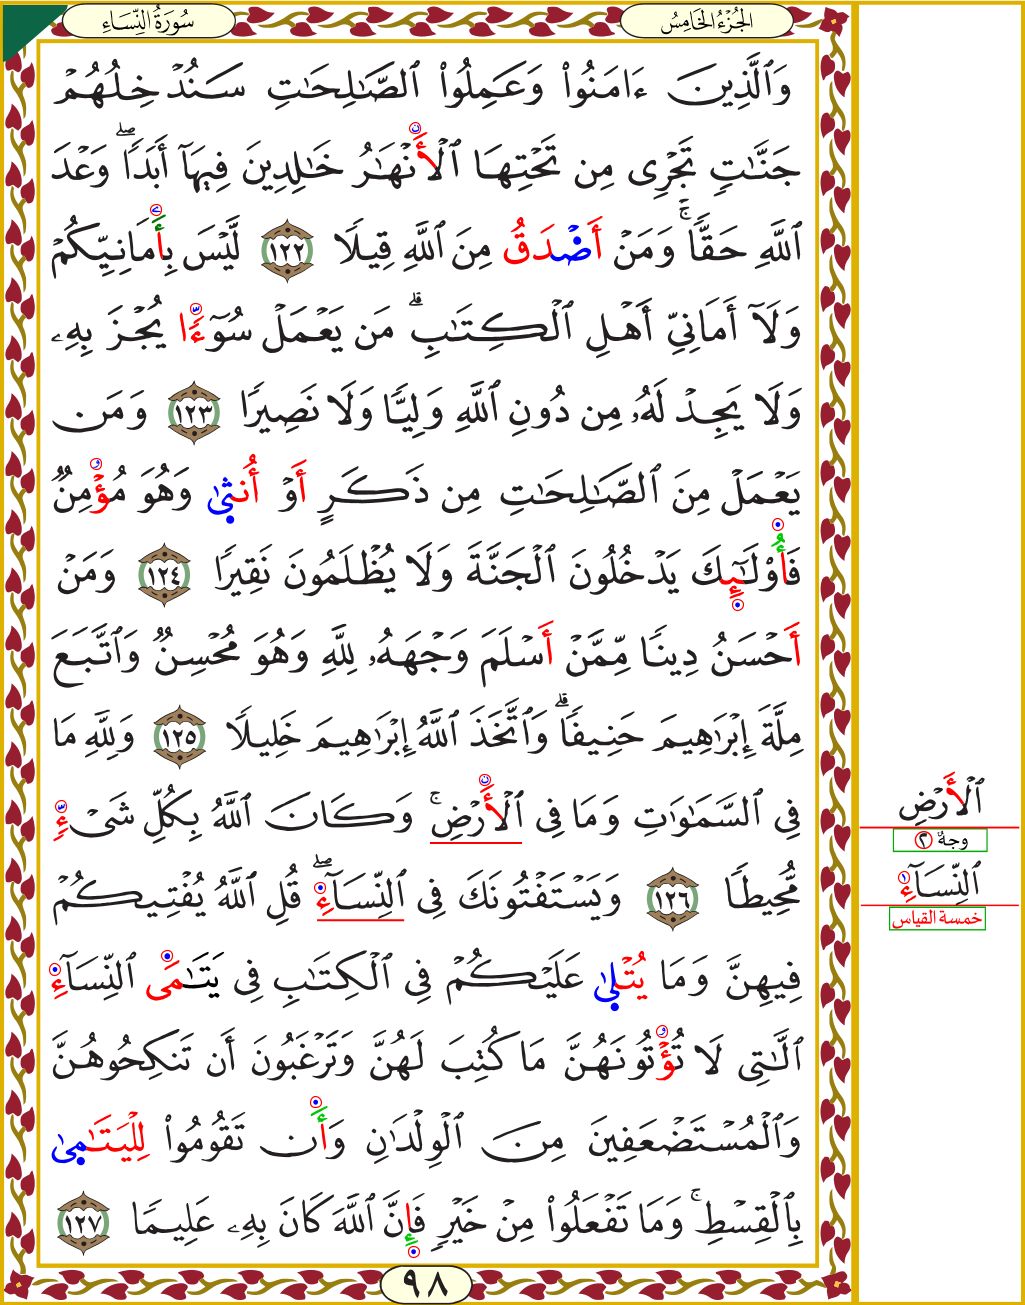 الجُزْءُ الخَامِسُ
سُورَةُ النِّسَاءِ
وَٱلَّذِينَ ءَامَنُوا۟ وَعَمِلُوا۟ ٱلصَّٰلِحَٰتِ سَنُدْخِلُهُمْ
جَنَّٰتٍ تَجْرِى مِن تَحْتِهَا ٱلْأَنْهَٰرُ خَٰلِدِينَ فِيهَآ أَبَدًا ۖ وَعْدَ
ٱللَّهِ حَقًّا ۚ وَمَنْ أَصْدَقُ مِنَ ٱللَّهِ قِيلًا ١٢٢ لَّيْسَ بِأَمَانِيِّكُمْ
وَلَآ أَمَانِىِّ أَهْلِ ٱلْكِتَٰبِ ۗ مَن يَعْمَلْ سُوٓءًا يُجْزَ بِهِۦ
وَلَا يَجِدْ لَهُۥ مِن دُونِ ٱللَّهِ وَلِيًّا وَلَا نَصِيرًا ١٢٣ وَمَن
يَعْمَلْ مِنَ ٱلصَّٰلِحَٰتِ مِن ذَكَرٍ أَوْ أُنثَىٰ وَهُوَ مُؤْمِنٌ
فَأُو۟لَٰٓئِكَ يَدْخُلُونَ ٱلْجَنَّةَ وَلَا يُظْلَمُونَ نَقِيرًا ١٢٤ وَمَنْ
أَحْسَنُ دِينًا مِّمَّنْ أَسْلَمَ وَجْهَهُۥ لِلَّهِ وَهُوَ مُحْسِنٌ وَٱتَّبَعَ
مِلَّةَ إِبْرَٰهِيمَ حَنِيفًا ۗ وَٱتَّخَذَ ٱللَّهُ إِبْرَٰهِيمَ خَلِيلًا ١٢٥ وَلِلَّهِ مَا
فِى ٱلسَّمَٰوَٰتِ وَمَا فِى ٱلْأَرْضِ ۚ وَكَانَ ٱللَّهُ بِكُلِّ شَىْءٍ
مُّحِيطًا ١٢٦ وَيَسْتَفْتُونَكَ فِى ٱلنِّسَآءِ ۖ قُلِ ٱللَّهُ يُفْتِيكُمْ
فِيهِنَّ وَمَا يُتْلَىٰ عَلَيْكُمْ فِى ٱلْكِتَٰبِ فِى يَتَٰمَى ٱلنِّسَآءِ
ٱلَّٰتِى لَا تُؤْتُونَهُنَّ مَا كُتِبَ لَهُنَّ وَتَرْغَبُونَ أَن تَنكِحُوهُنَّ
وَٱلْمُسْتَضْعَفِينَ مِنَ ٱلْوِلْدَٰنِ وَأَن تَقُومُوا۟ لِلْيَتَٰمَىٰ
بِٱلْقِسْطِ ۚ وَمَا تَفْعَلُوا۟ مِنْ خَيْرٍ فَإِنَّ ٱللَّهَ كَانَ بِهِۦ عَلِيمًا ١٢٧
٩٨
ٱلْأَرْضِ
وجهٌ ٢
ٱلنِّسَآءِ ١
خمسة القياس